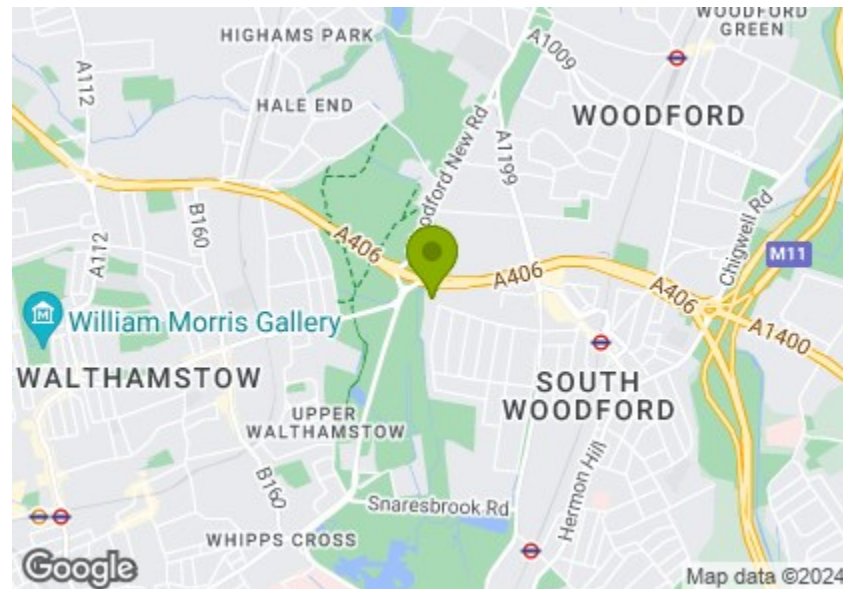 WOODFORD
GREEN
HIGHAMS PARK
A1009
A112
HALE END
WOODFORD
odford New Rd
A1199
B160
A406
Chigwell Rd
M11
A112
A406
A406
William Morris Gallery
A1400
WALTHAMSTOW
SOUTH
WOODFORD
UPPER
WALTHAMSTOW
B160
Snaresbrook Rd
Hermon Hill
WHIPPS CROSS
Google
Map data ©2024